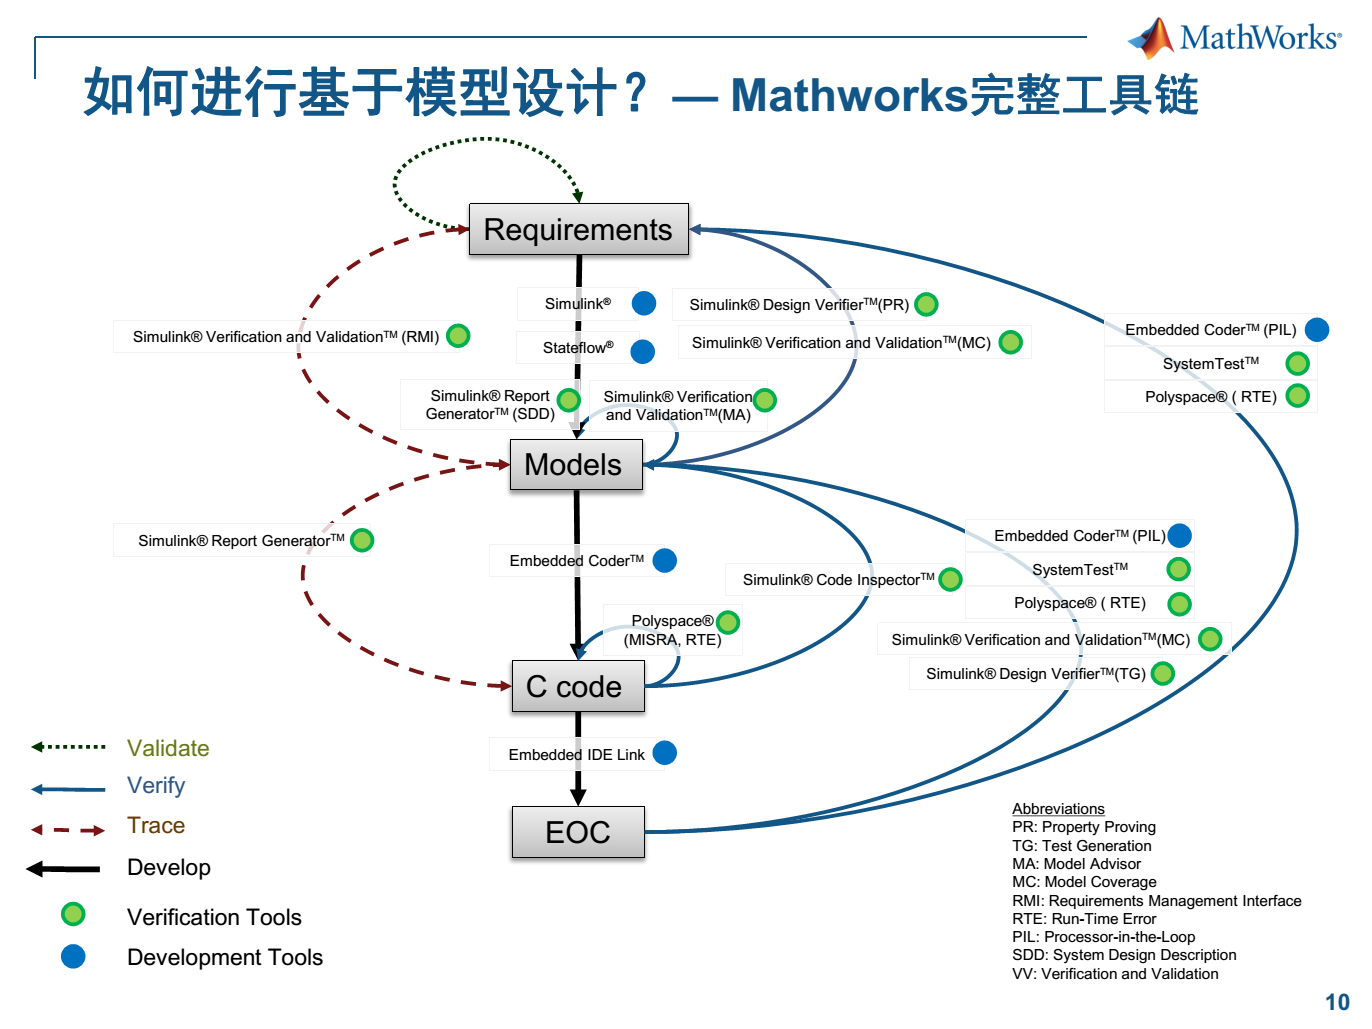 MathWorks®
如何进行基于模型设计？— Mathworks完整工具链
Requirements
Simulink®
Simulink® Design Verifier™(PR)
Simulink® Verification and Validation™ (RMI)
Stateflow®
Simulink® Verification and Validation™(MC)
Embedded Coder™ (PIL)
SystemTest™
Polyspace® ( RTE)
Simulink® Report
Generator™ (SDD)
Simulink® Verification
and Validation™(MA)
Models
Simulink® Report Generator™
Embedded Coder™
Simulink® Code Inspector™
Embedded Coder™ (PIL)
SystemTest™
Polyspace® ( RTE)
Simulink® Verification and Validation™(MC)
Simulink® Design Verifier™(TG)
Polyspace®
(MISRA, RTE)
C code
Embedded IDE Link
EOC
Validate
Verify
Trace
Develop
Verification Tools
Development Tools
Abbreviations
PR: Property Proving
TG: Test Generation
MA: Model Advisor
MC: Model Coverage
RMI: Requirements Management Interface
RTE: Run-Time Error
PIL: Processor-in-the-Loop
SDD: System Design Description
VV: Verification and Validation
10